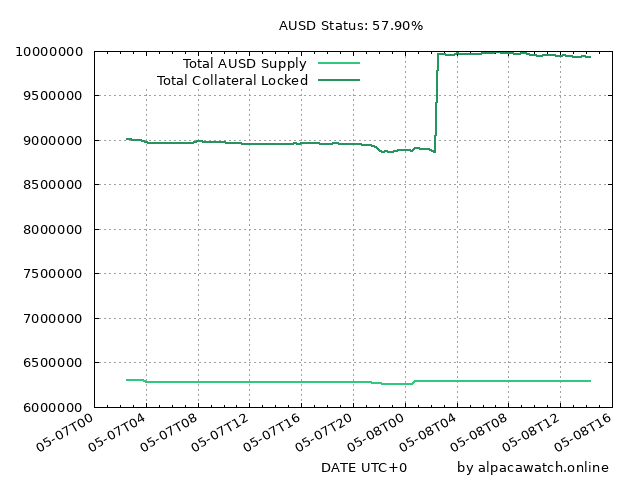 AUSD Status: 57.90%
10000000
9500000
9000000
8500000
8000000
7500000
7000000
6500000
6000000
Total AUSD Supply
Total Collateral Locked
05-07T00 05-07T04 05-07T08 05-07T12 05-07T16 05-07T20 05-08T00 05-08T04 05-08T08 05-08T12 05-08T16
DATE UTC+0 by alpacawatch.online